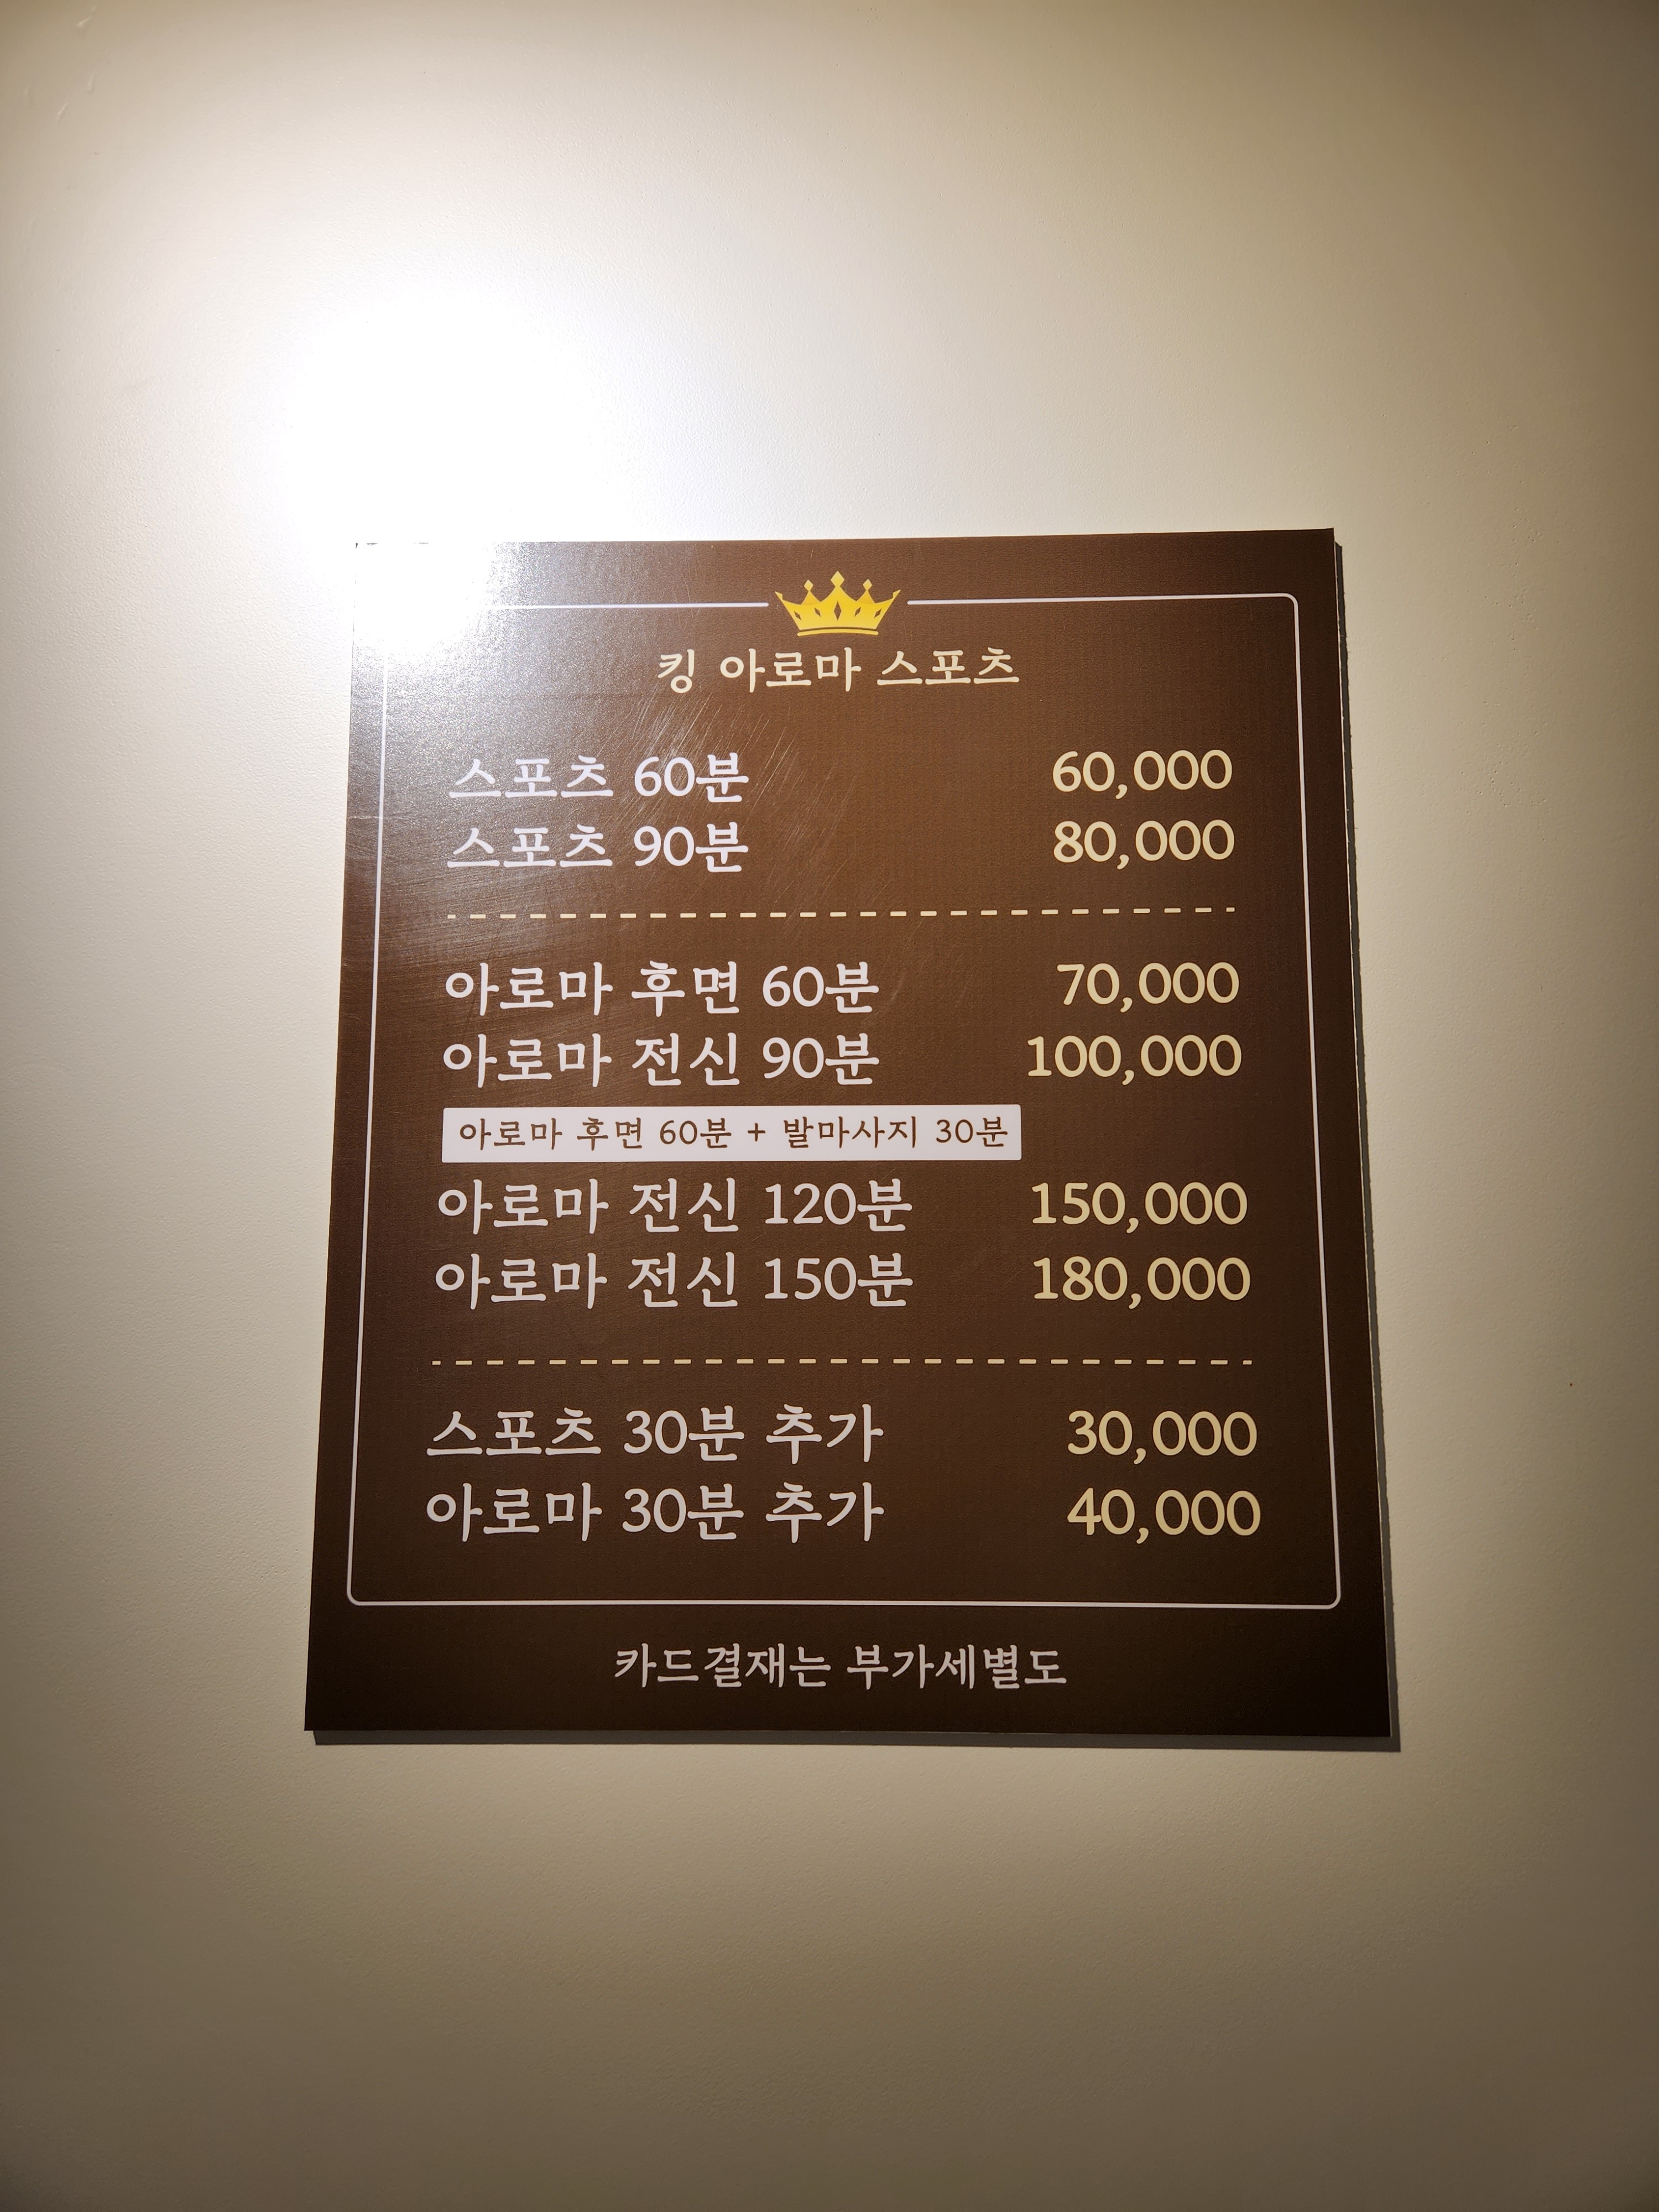 킹 아로마 스포츠
스포츠 60분 60,000
스포츠 90분 80,000
아로마 후면 60분 70,000
아로마 전신 90분 100,000
아로마 후면 60분 + 발마사지 30분
아로마 전신 120분 150,000
아로마 전신 150분 180,000
스포츠 30분 추가 30,000
아로마 30분 추가 40,000
카드결재는 부가세별도